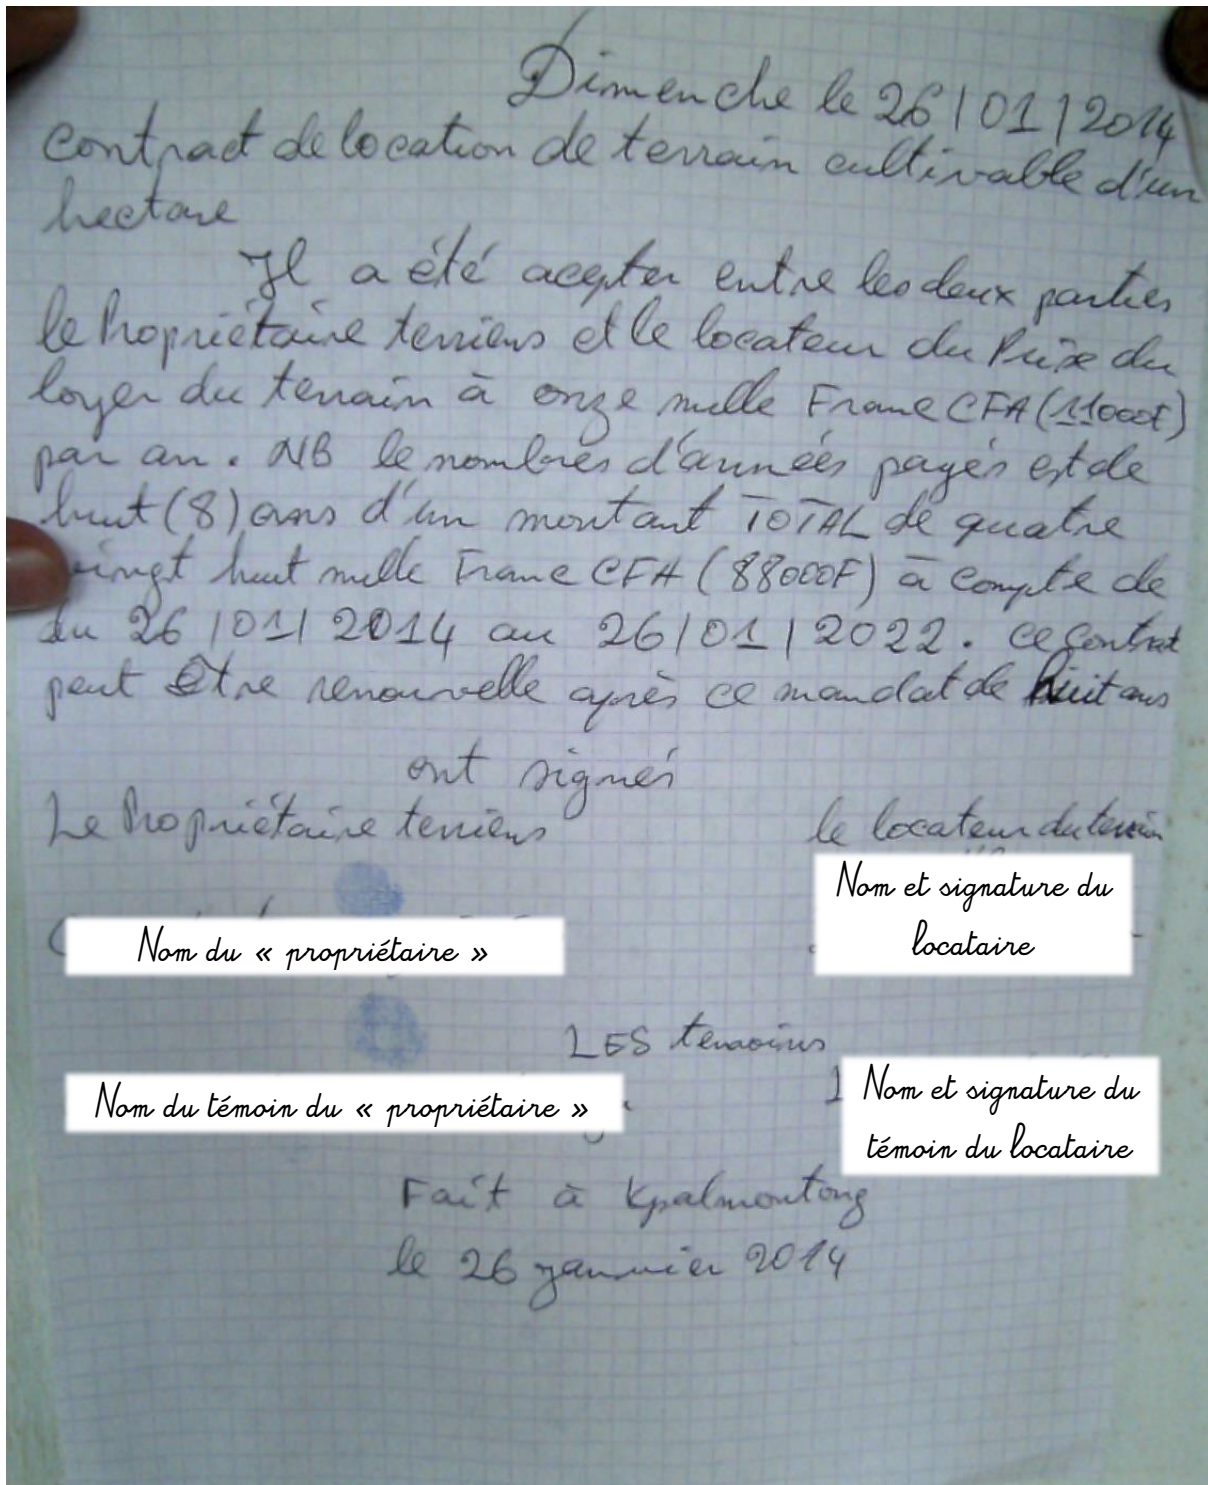 Dimenche le 26/01/2014
contract de location de terrain cultivable d'un
hectare
Il a été acepter entre les deux parties
le Propriétaire terriens et le locateur du Prix du
loyer du terrain à onze mille Franc CFA (11000F)
par an. NB le nombres d'années payés est de
huit (8) ans d'un montant TOTAL de quatre
vingt huit mille Franc CFA (88000F) à compte de
du 26/01/2014 au 26/01/2022. ce contrat
peut Être renouvelle après ce mandat de huit ans
ont signés
Le Propriétaire terriens
le locateur du terrain
Nom du « propriétaire »
Nom et signature du
locataire
LES temoins
Nom du témoin du « propriétaire »
Nom et signature du
témoin du locataire
Fait à Kpalmontong
le 26 janvier 2014